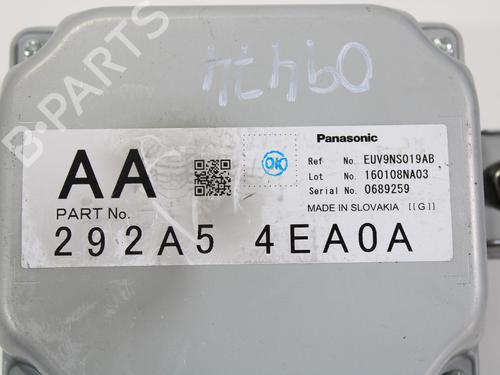 B-PARTS
09474
Panasonic
OK
AA
Ref No. EUV9NS019AB
Lot No. 160108NA03
Serial No. 0689259
PART No.
MADE IN SLOVAKIA [[G]]
292A5 4EA0A